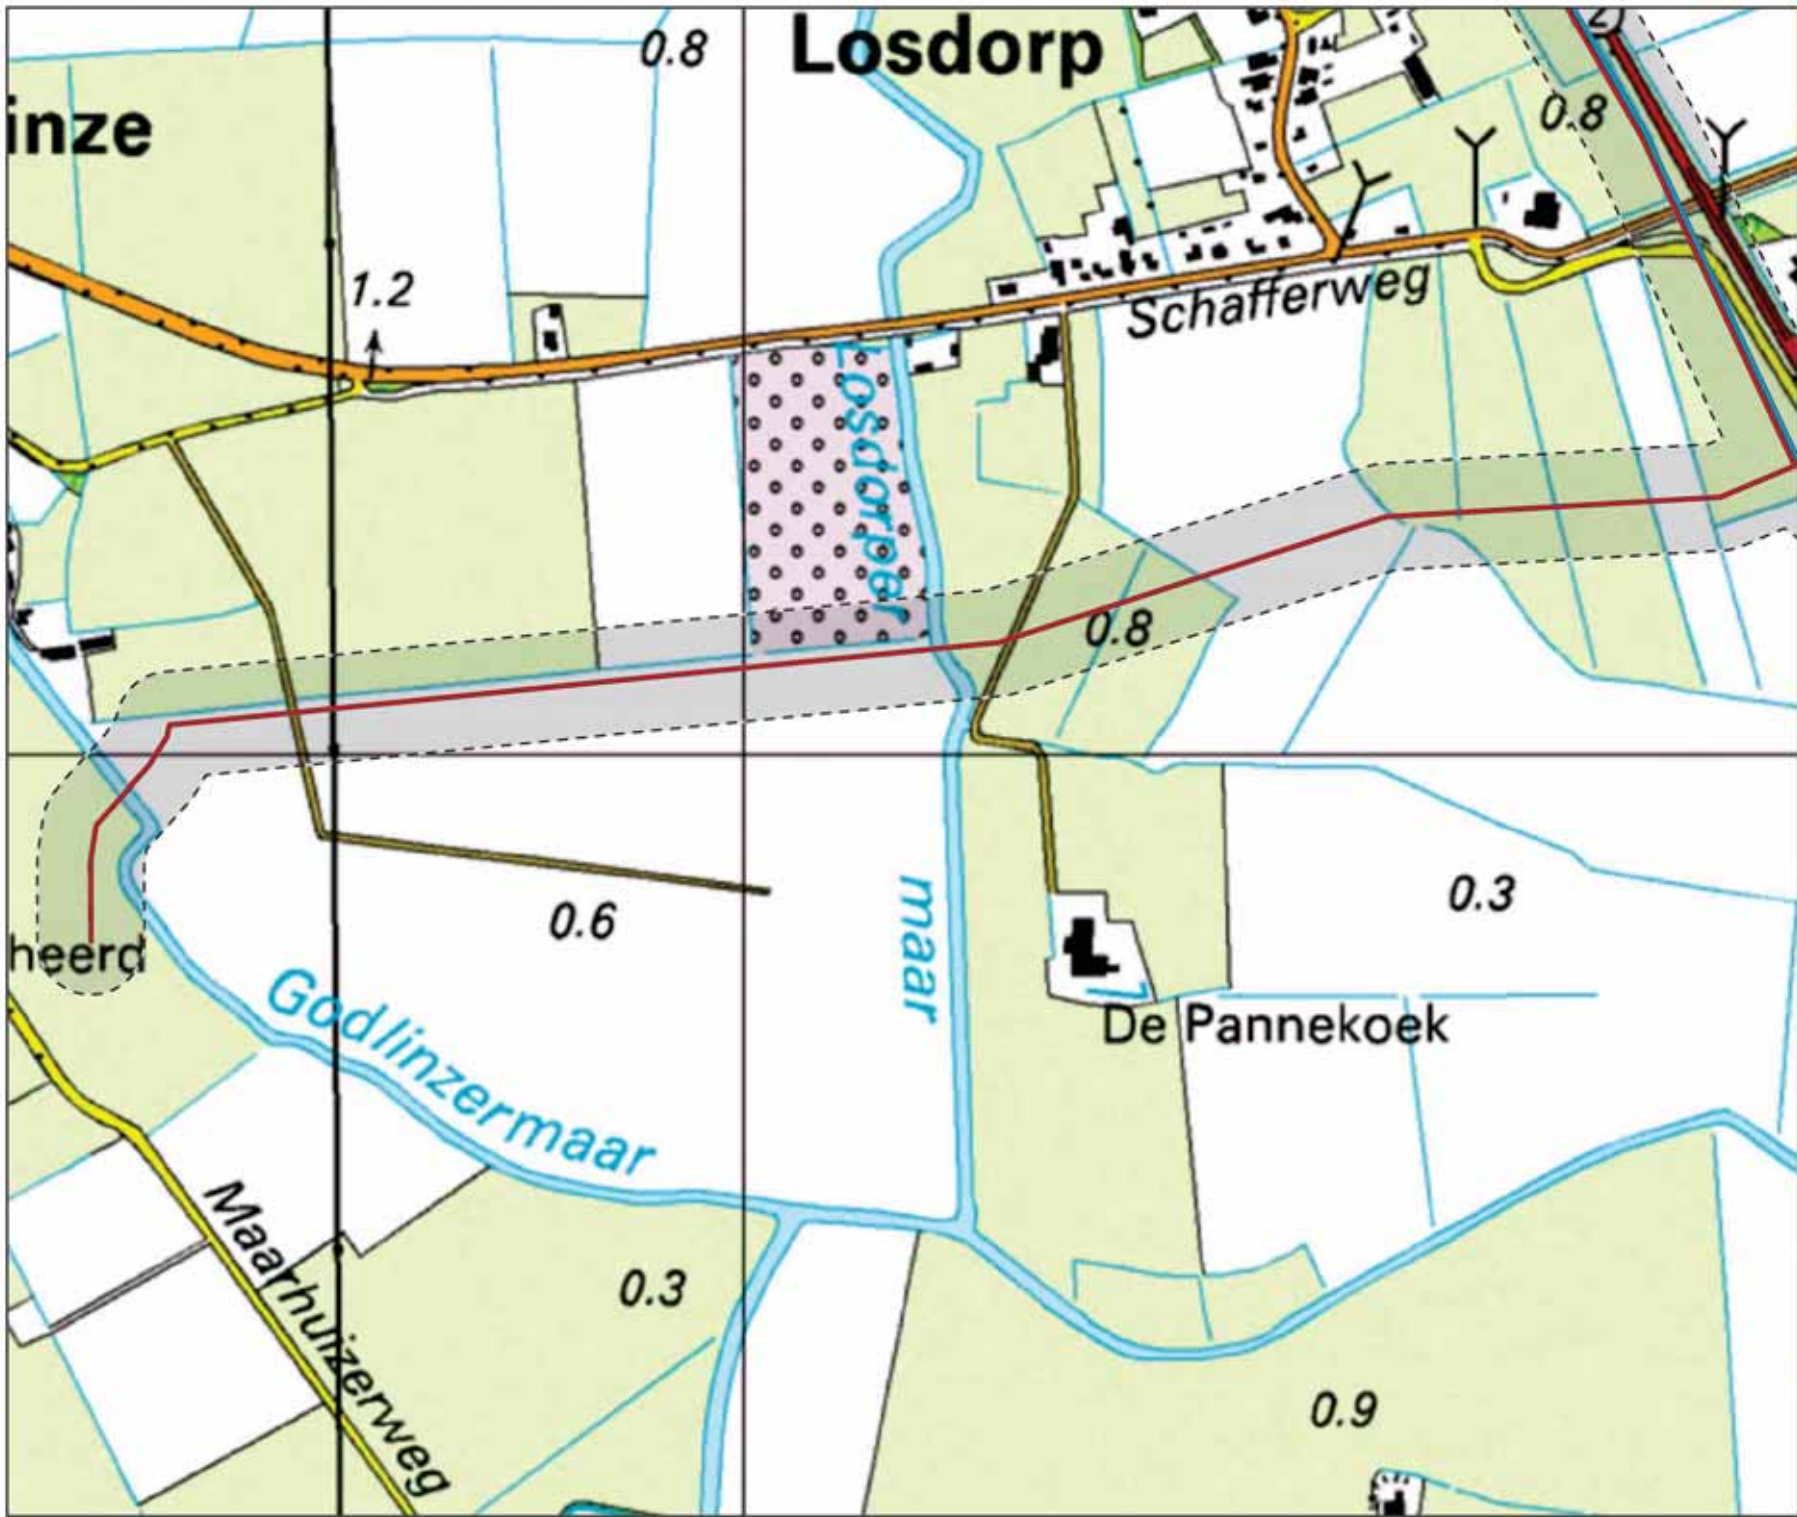 0.8
Losdorp
2
inze
0.8
1.2
Schafferweg
Losdorper
0.8
maar
0.6
0.3
heerd
Godlinzermaar
De Pannekoek
Maarhuizerweg
0.3
0.9